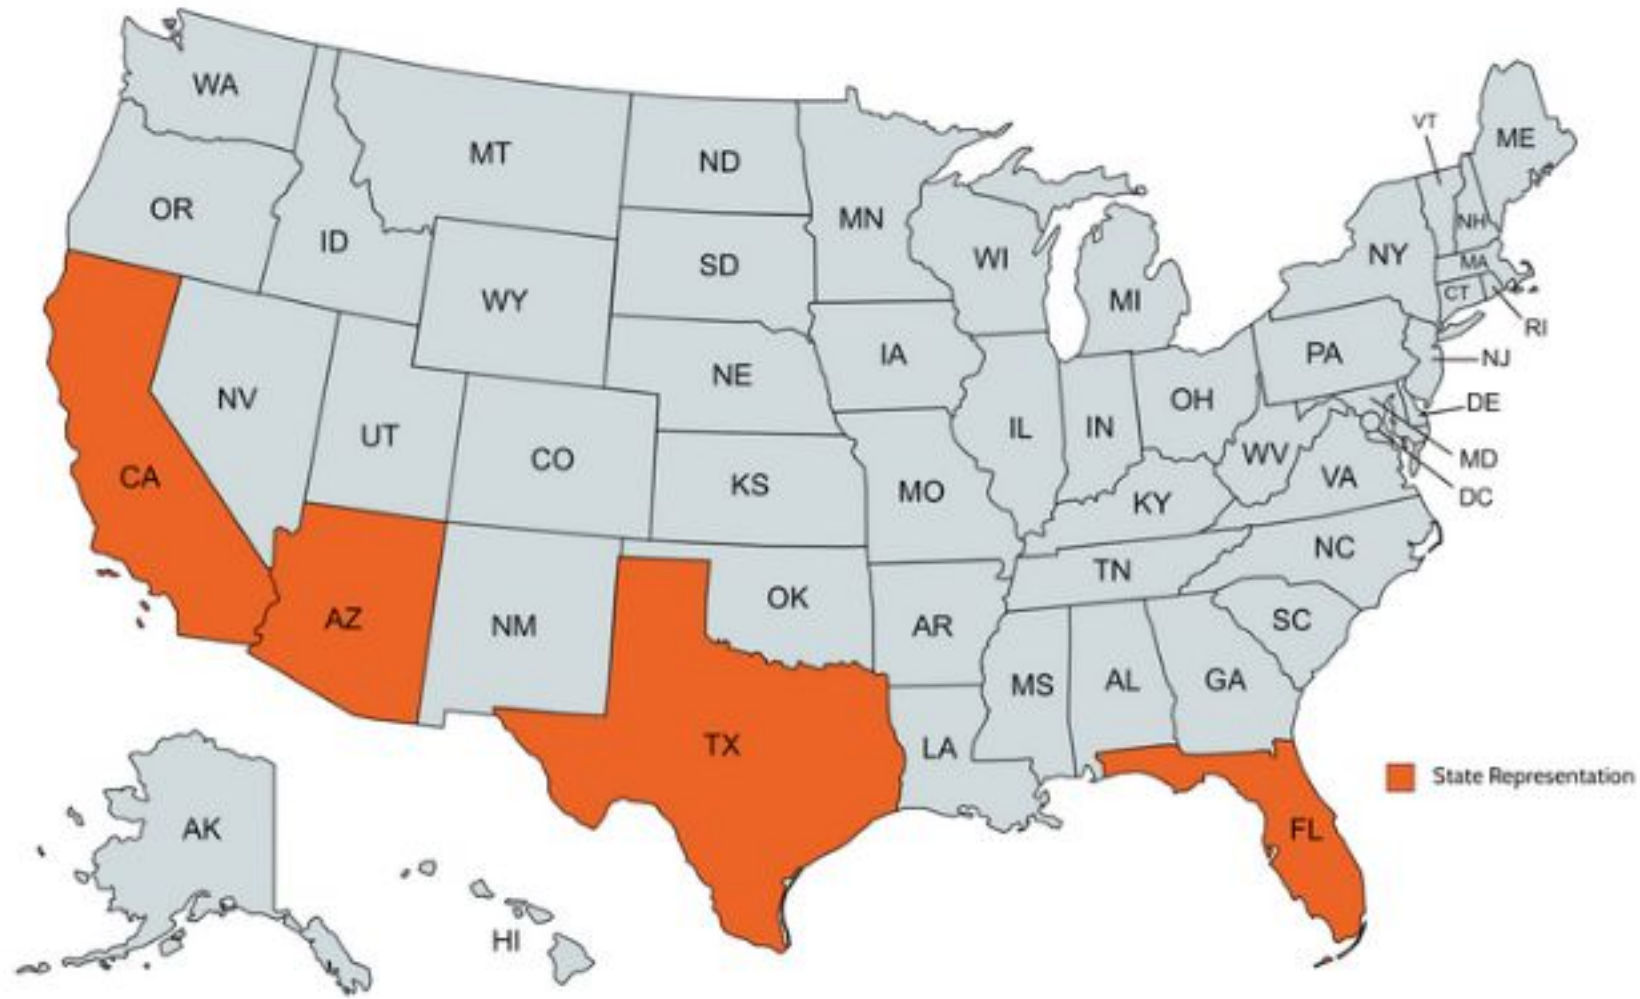 WA
MT
ND
MN
VT
ME
OR
ID
SD
WI
MI
NY
NH
MA
CT
RI
WY
IA
NE
PA
NJ
NV
UT
CO
IL
IN
OH
DE
CA
KS
MO
WV
VA
MD
DC
KY
NC
AZ
NM
OK
TN
AR
SC
MS
AL
GA
TX
LA
State Representation
AK
FL
HI